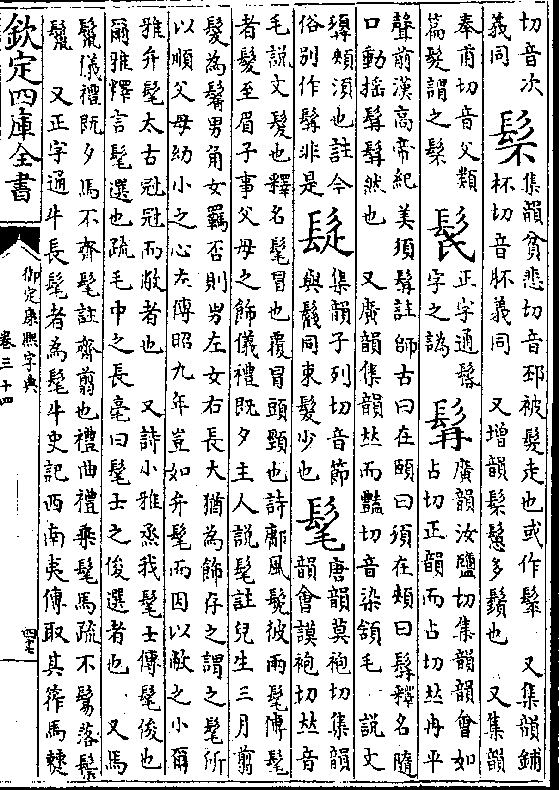 切音次
義同
髬
集韻貧悲切音邳被髮走也或作髼 又集韻鋪
杯切音肧義同 又增韻髬鬆多鬚也 又集韻
奉甫切音父類
篇髮謂之髬
髺
正字通髺
字之譌
髯
廣韻汝鹽切集韻韻會如
占切正韻而占切𠀤冉平
聲前漢高帝紀美須髯註師古曰在頤曰須在頰曰髯釋名隨
口動搖髯髯然也 又廣韻集韻𠀤而豔切音染頷毛 說文
頰須也註今
俗別作髯非是
集韻子列切音節
與鬛同束髮少也
髦
唐韻莫袍切集韻
韻會謨袍切𠀤音
毛說文髮也釋名髦冒也覆冒頭頸也詩鄘風髧彼兩髦傳髦
者髮至眉子事父母之飾儀禮既夕主人說髦註兒生三月翦
髮為鬌男角女羈否則男左女右長大猶為飾存之謂之髦所
以順父母幼小之心左傳昭九年豈如弁髦而因以敝之小爾
雅弁髦太古冠冠而敝者也 又詩小雅烝我髦士傳髦俊也
爾雅釋言髦選也疏毛中之長毫曰髦士之俊選者也 又馬
鬛儀禮既夕馬不齊髦註齊翦也禮曲禮乘髦馬疏不鬄落鬃
鬛 又正字通牛長髦者為髦牛史記西南夷傳取其筰馬㹈
欽定四庫全書
御定康熙字典
卷三十四
四七